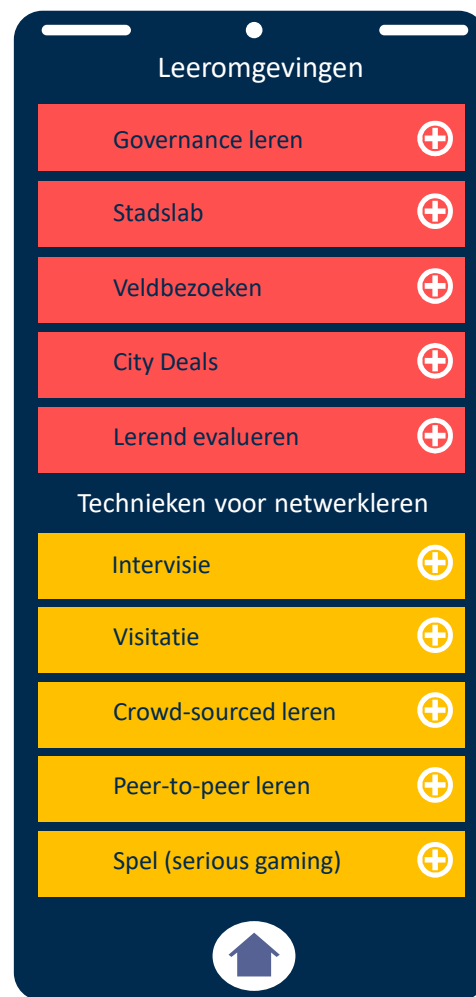 Leeromgevingen
Governance leren
Stadslab
Veldbezoeken
City Deals
Lerend evalueren
Technieken voor netwerkleren
Intervisie
Visitatie
Crowd-sourced leren
Peer-to-peer leren
Spel (serious gaming)